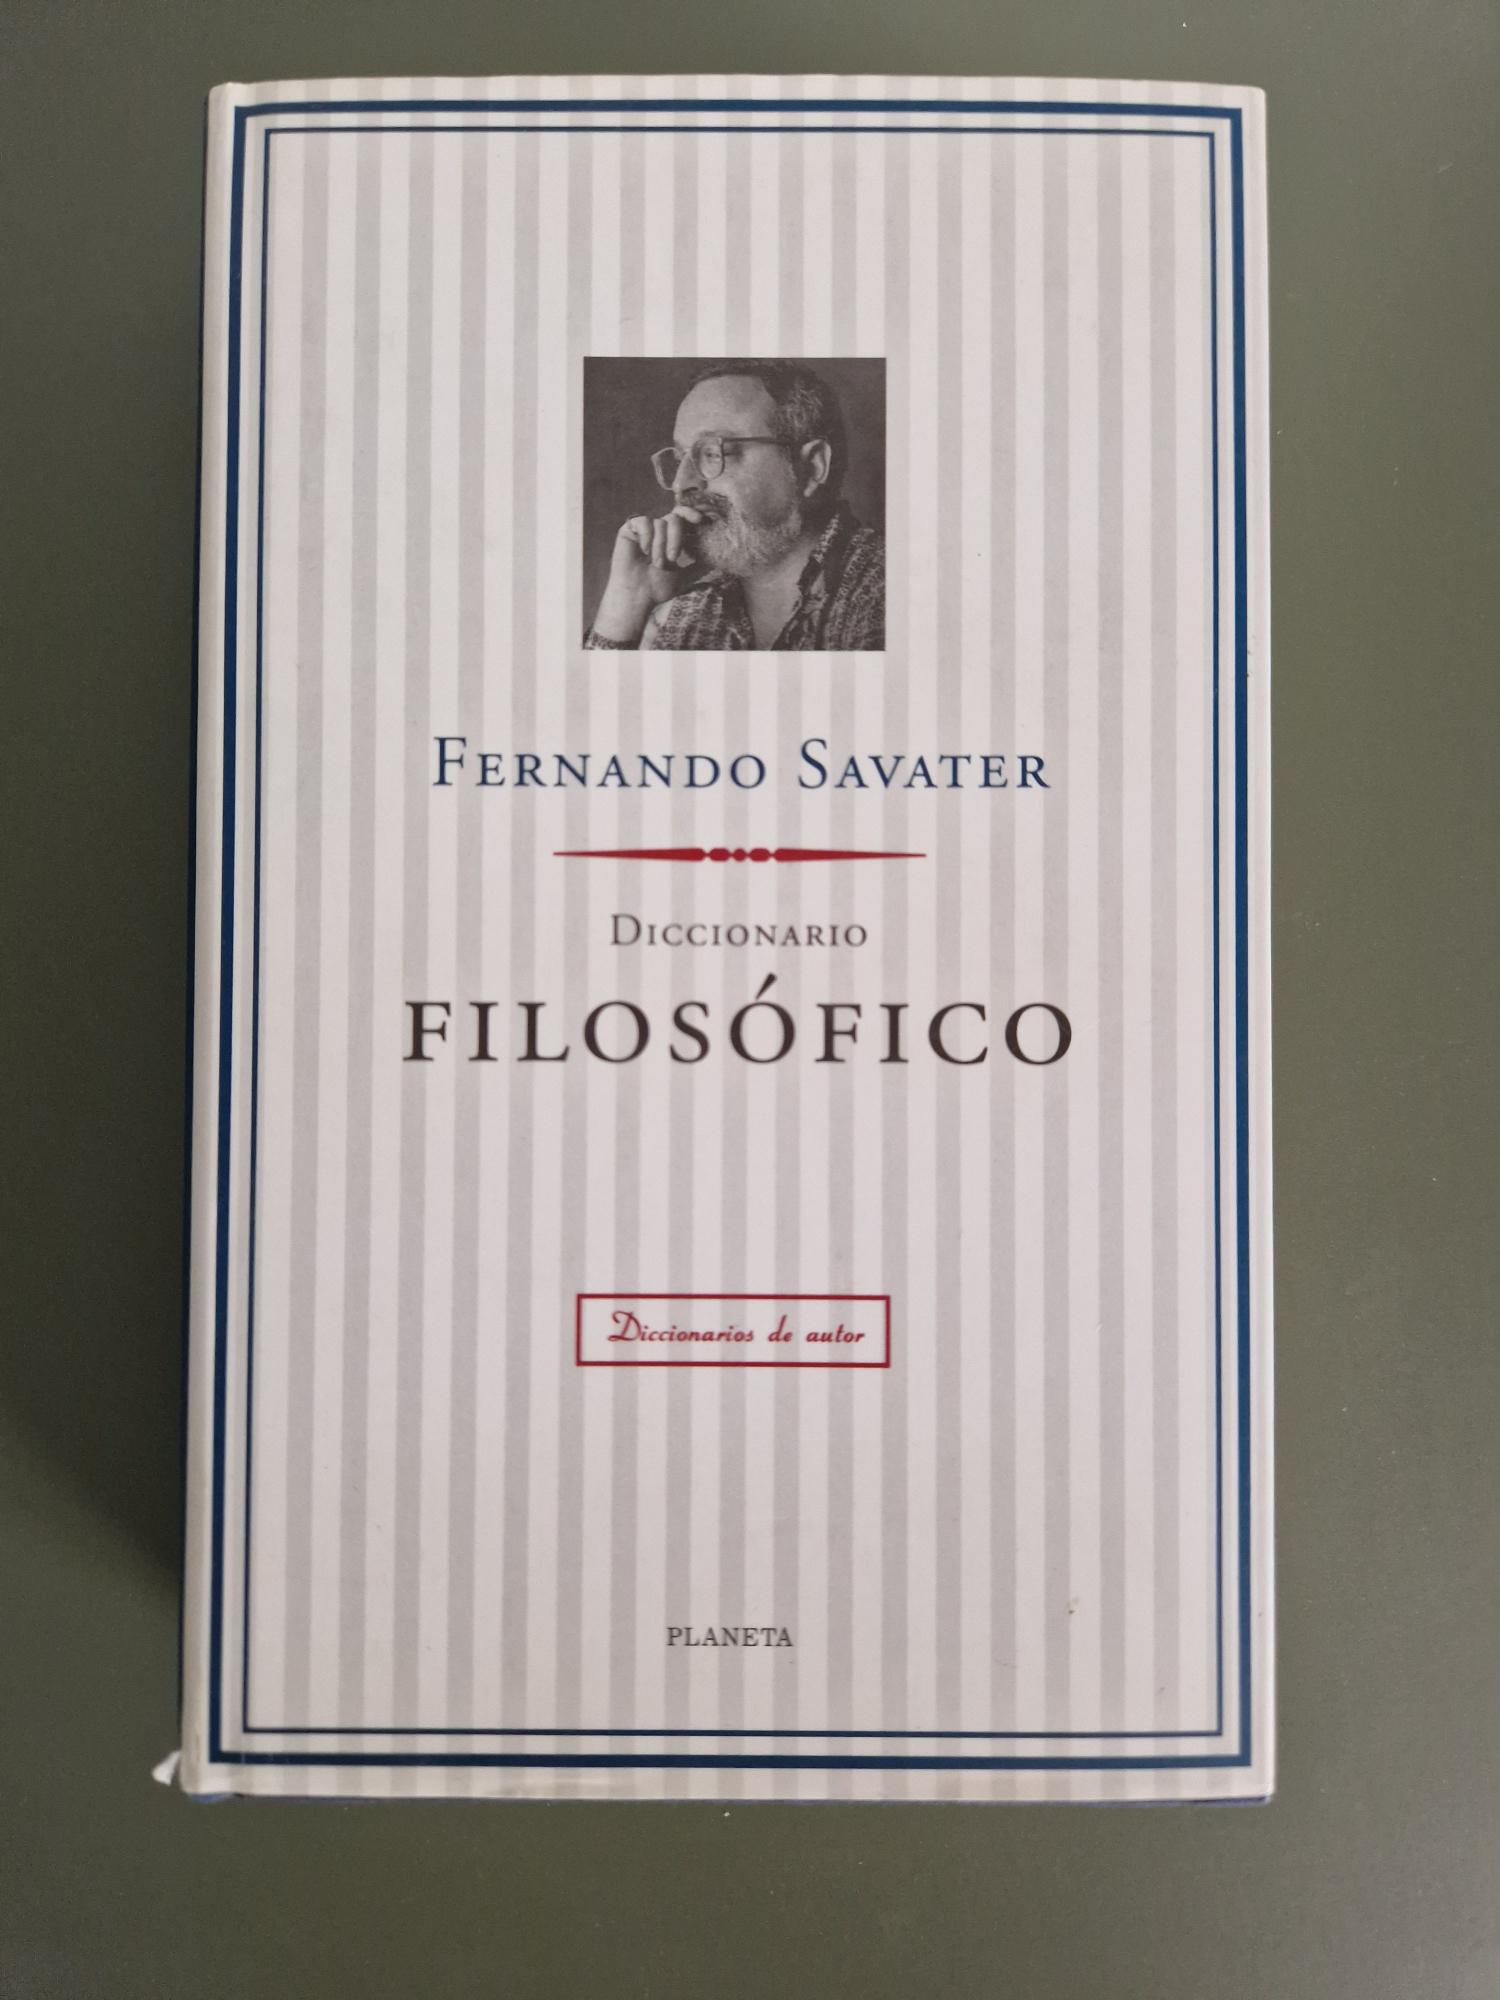 FERNANDO SAVATER
DICCIONARIO
FILOSÓFICO
Diccionarios de autor
PLANETA